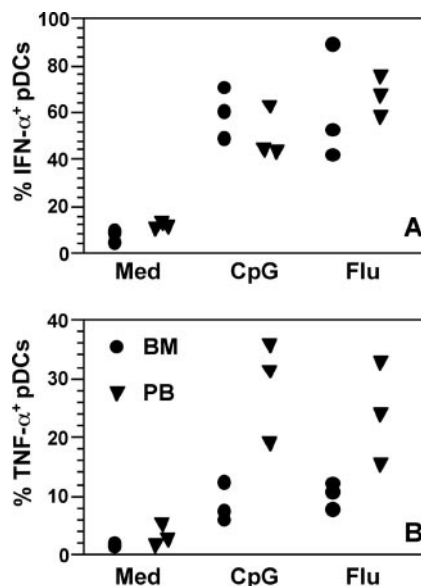 100
80
60
40
20
0
% IFN-α⁺ pDCs
A
Med CpG Flu
40
30
20
10
0
% TNF-α⁺ pDCs
BM
PB
B
Med CpG Flu